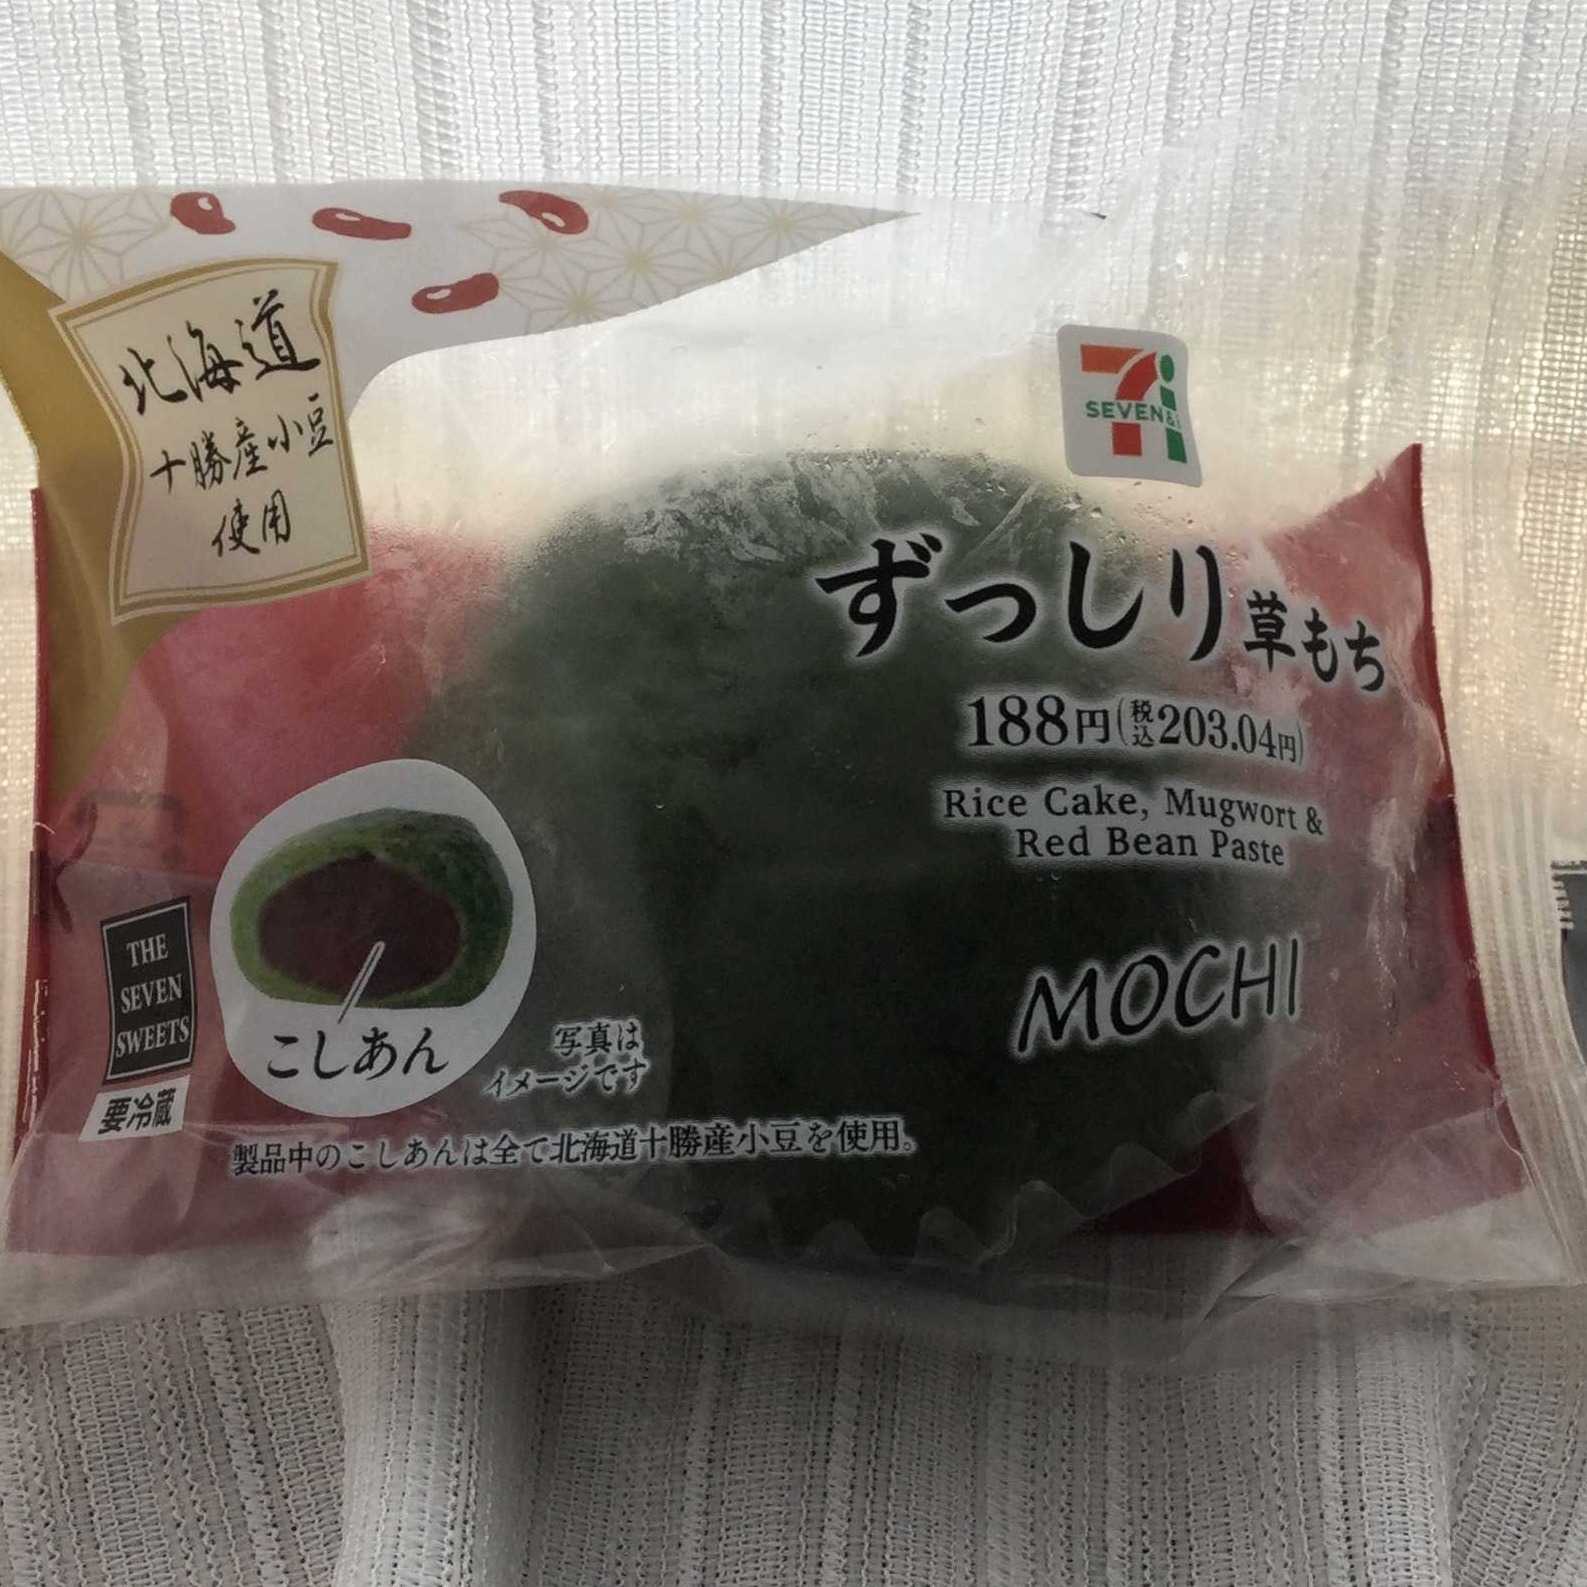 北海道
十勝産小豆
使用
7i
SEVEN&i
ずっしり草もち
188円(税込203.04円)
Rice Cake, Mugwort &
Red Bean Paste
MOCHI
THE
SEVEN
SWEETS
要冷蔵
こしあん
写真は
イメージです
製品中のこしあんは全て北海道十勝産小豆を使用。